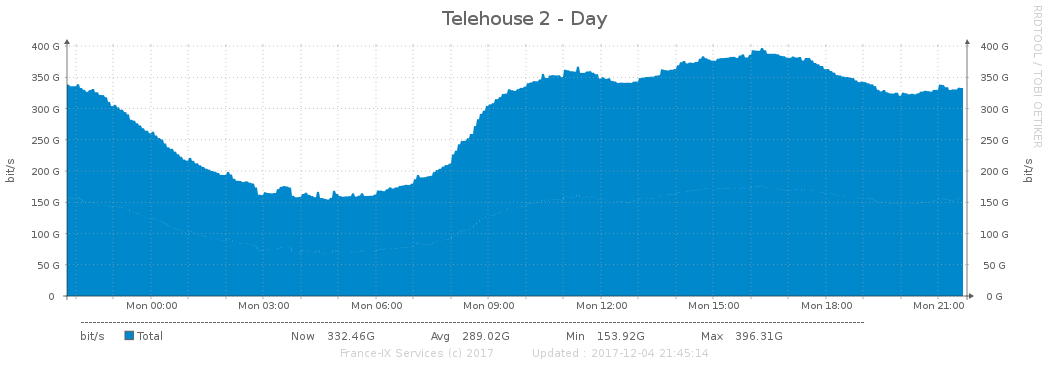 Telehouse 2 - Day
RRDTOOL / TOBI OETIKER
400 G 400 G
350 G 350 G
300 G 300 G
250 G 250 G
200 G 200 G
150 G 150 G
100 G 100 G
50 G 50 G
0 0 G
bit/s bit/s
Mon 00:00 Mon 03:00 Mon 06:00 Mon 09:00 Mon 12:00 Mon 15:00 Mon 18:00 Mon 21:00
bit/s Total Now 332.46G Avg 289.02G Min 153.92G Max 396.31G
France-IX Services (c) 2017 Updated : 2017-12-04 21:45:14